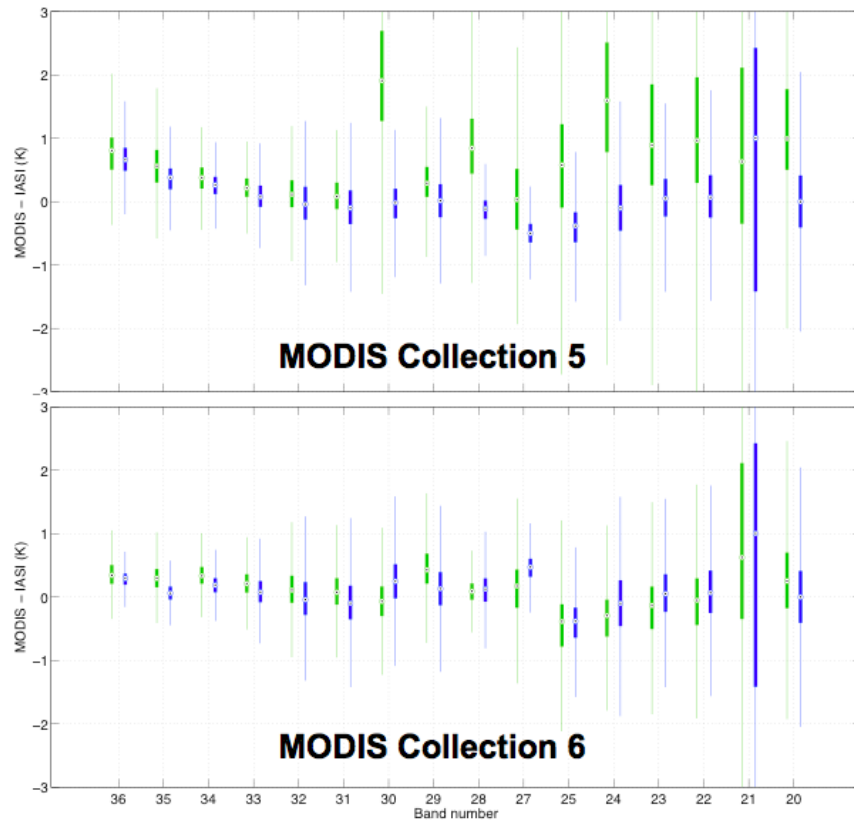 3
2
1
0
−1
−2
−3
MODIS − IASI (K)
MODIS Collection 5
3
2
1
0
−1
−2
−3
MODIS − IASI (K)
MODIS Collection 6
36 35 34 33 32 31 30 29 28 27 25 24 23 22 21 20
Band number